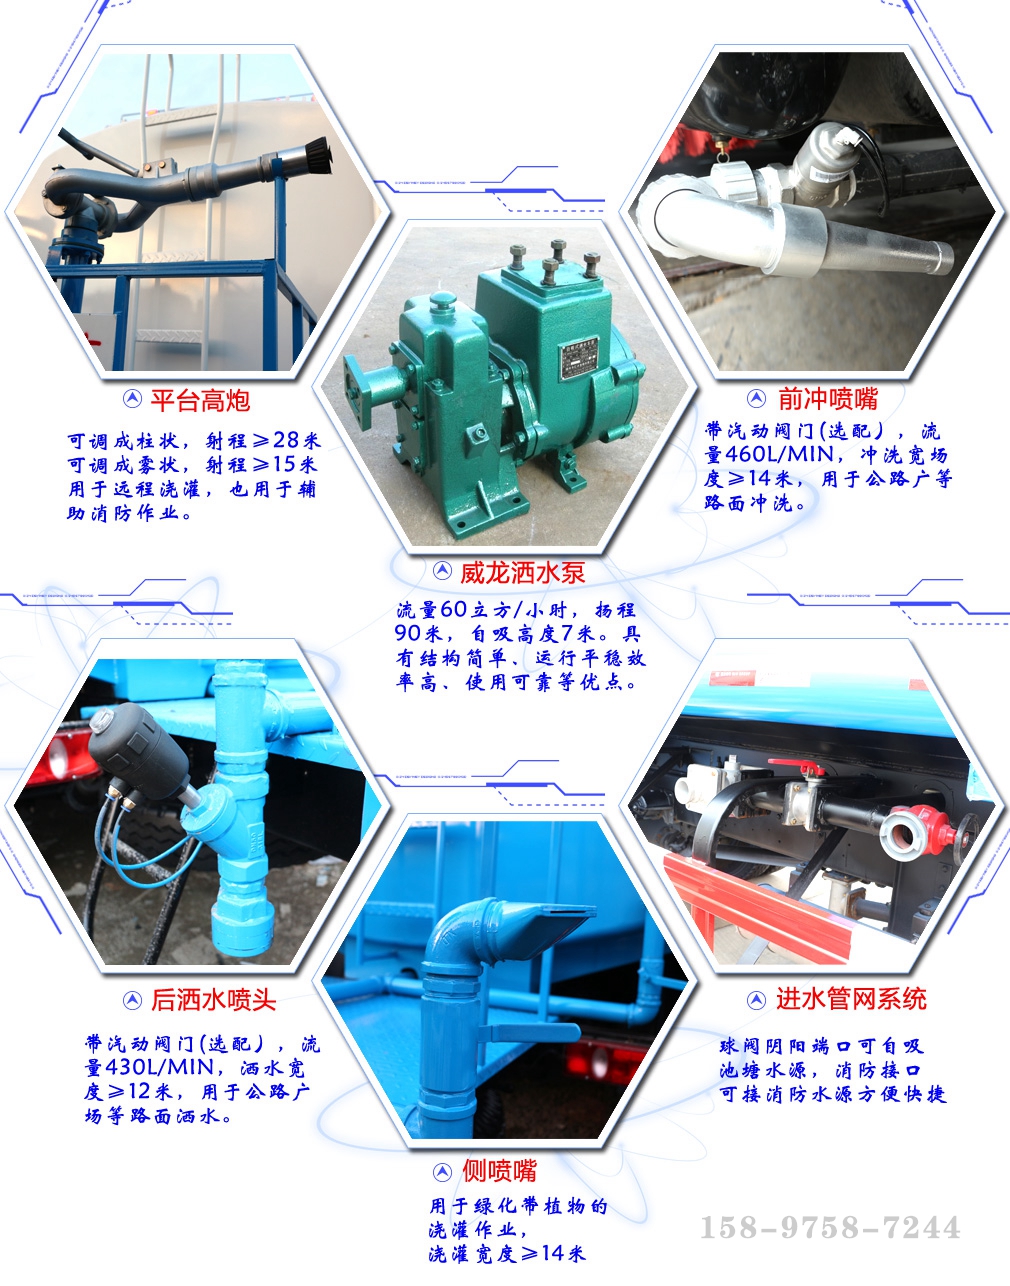 平台高炮
可调成柱状，射程≥28米
可调成雾状，射程≥15米
用于远程浇灌，也用于辅
助消防作业。
前冲喷嘴
带汽动阀门(选配），流
量460L/MIN，冲洗宽场
度≥14米，用于公路广等
路面冲洗。
威龙洒水泵
流量60立方/小时，扬程
90米，自吸高度7米。具
有结构简单、运行平稳效
率高、使用可靠等优点。
后洒水喷头
带汽动阀门(选配），流
量430L/MIN，洒水宽
度≥12米，用于公路广
场等路面洒水。
进水管网系统
球阀阴阳端口可自吸
池塘水源，消防接口
可接消防水源方便快捷
侧喷嘴
用于绿化带植物的
浇灌作业，
浇灌宽度≥14米
158-9758-7244